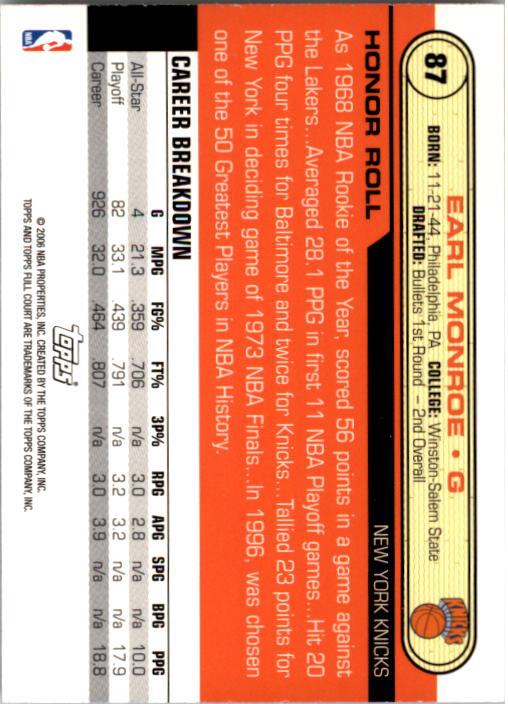 87
EARL MONROE • G
BORN: 11-21-44, Philadelphia, PA COLLEGE: Winston-Salem State
DRAFTED: Bullets 1st Round – 2nd Overall
KNICKS
NEW YORK KNICKS
HONOR ROLL
As 1968 NBA Rookie of the Year, scored 56 points in a game against
the Lakers...Averaged 28.1 PPG in first 11 NBA Playoff games...Hit 20
PPG four times for Baltimore and twice for Knicks...Tallied 23 points for
New York in deciding game of 1973 NBA Finals...In 1996, was chosen
one of the 50 Greatest Players in NBA History.
CAREER BREAKDOWN
G MPG FG% FT% 3P% RPG APG SPG BPG PPG
All-Star 4 21.3 .359 .706 n/a 3.0 2.8 n/a n/a 10.0
Playoff 82 33.1 .439 .791 n/a 3.2 3.2 n/a n/a 17.9
Career 926 32.0 .464 .807 n/a 3.0 3.9 n/a n/a 18.8
Topps
NBA
© 2006 NBA PROPERTIES, INC. CREATED BY THE TOPPS COMPANY, INC.
TOPPS AND TOPPS FULL COURT ARE TRADEMARKS OF THE TOPPS COMPANY, INC.